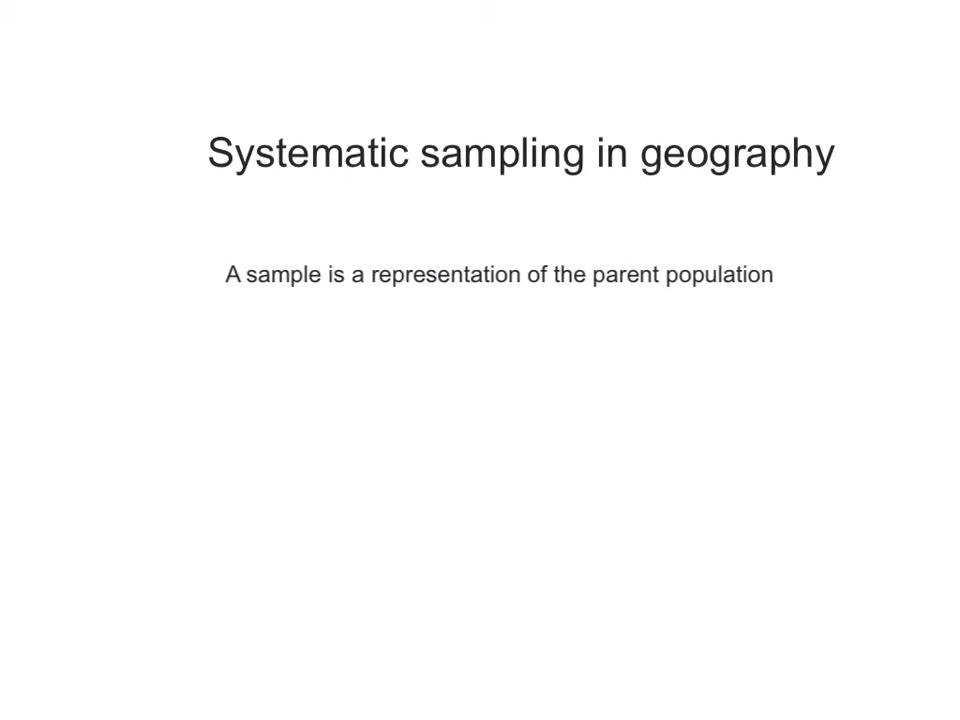 Systematic sampling in geography
A sample is a representation of the parent population